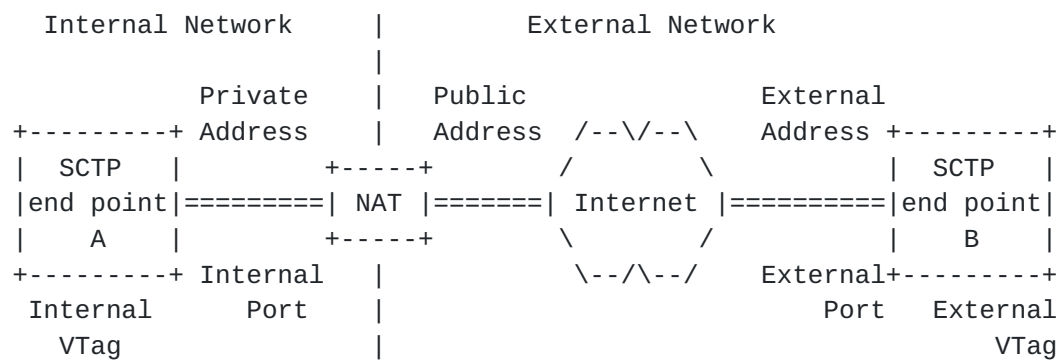 Internal Network      |         External Network
                      |
           Private    |   Public              External
+---------+ Address   |   Address  /--\/--\   Address +---------+
|  SCTP   |        +-----+        /        \          |  SCTP   |
|end point|=========| NAT |=======| Internet |==========|end point|
|    A    |        +-----+        \        /          |    B    |
+---------+ Internal  |            \--/\--/   External+---------+
 Internal     Port    |                           Port   External
   VTag               |                                      VTag